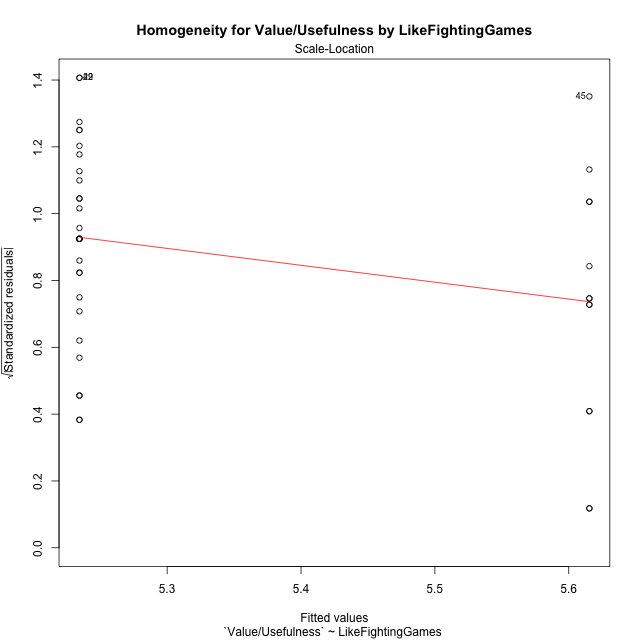 Homogeneity for Value/Usefulness by LikeFightingGames
Scale-Location
√|Standardized residuals|
1.4
1.2
1.0
0.8
0.6
0.4
0.2
0.0
45
5.3
5.4
5.5
5.6
Fitted values
`Value/Usefulness` ~ LikeFightingGames